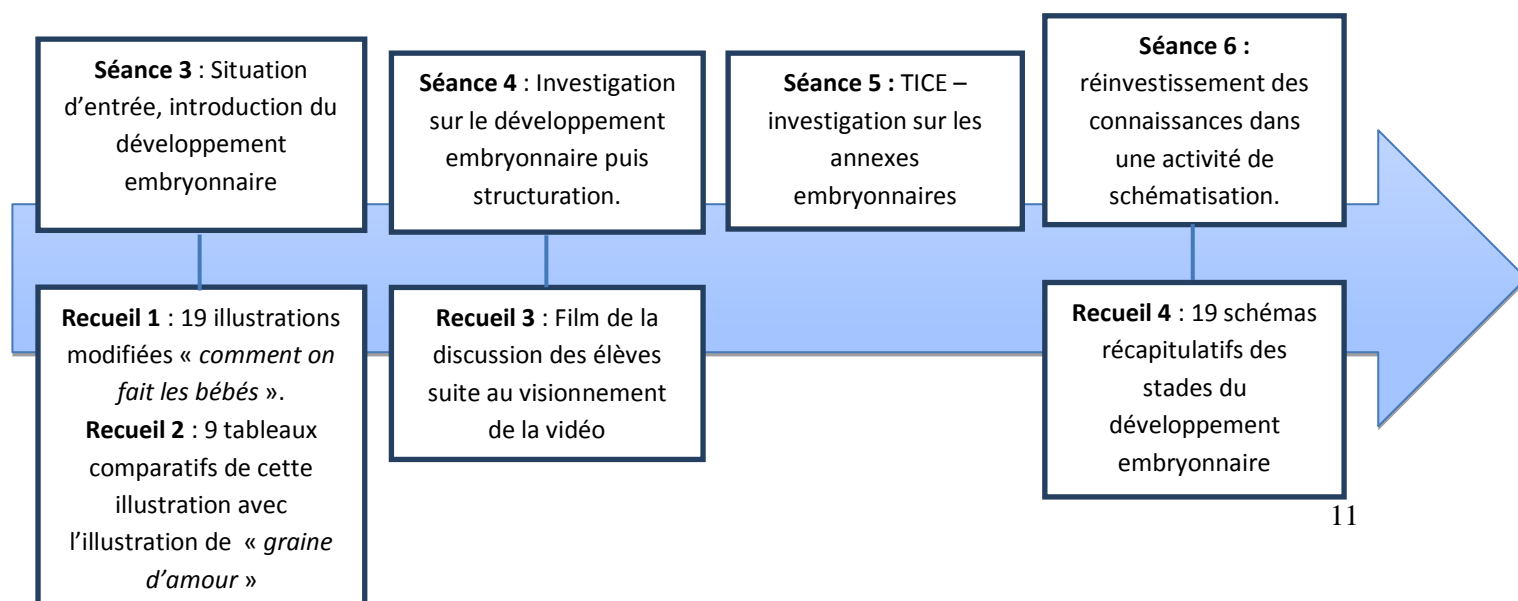 Séance 3 : Situation
d’entrée, introduction du
développement
embryonnaire
Séance 4 : Investigation
sur le développement
embryonnaire puis
structuration.
Séance 5 : TICE –
investigation sur les
annexes
embryonnaires
Séance 6 :
réinvestissement des
connaissances dans
une activité de
schématisation.
Recueil 1 : 19 illustrations
modifiées « comment on
fait les bébés ».
Recueil 2 : 9 tableaux
comparatifs de cette
illustration avec
l’illustration de « graine
d’amour »
Recueil 3 : Film de la
discussion des élèves
suite au visionnement
de la vidéo
Recueil 4 : 19 schémas
récapitulatifs des
stades du
développement
embryonnaire
11